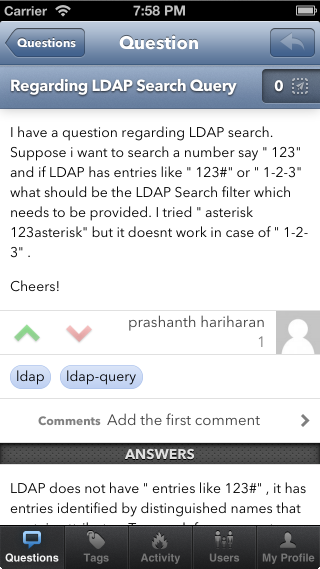 Carrier 7:58 PM
Questions Question
Regarding LDAP Search Query 0
I have a question regarding LDAP search.
Suppose i want to search a number say " 123"
and if LDAP has entries like " 123#" or " 1-2-3"
what should be the LDAP Search filter which
needs to be provided. I tried " asterisk
123asterisk" but it doesnt work in case of " 1-2-
3" .
Cheers!
prashanth hariharan
1
ldap ldap-query
Comments Add the first comment
ANSWERS
LDAP does not have " entries like 123#" , it has
entries identified by distinguished names that
Questions Tags Activity Users My Profile